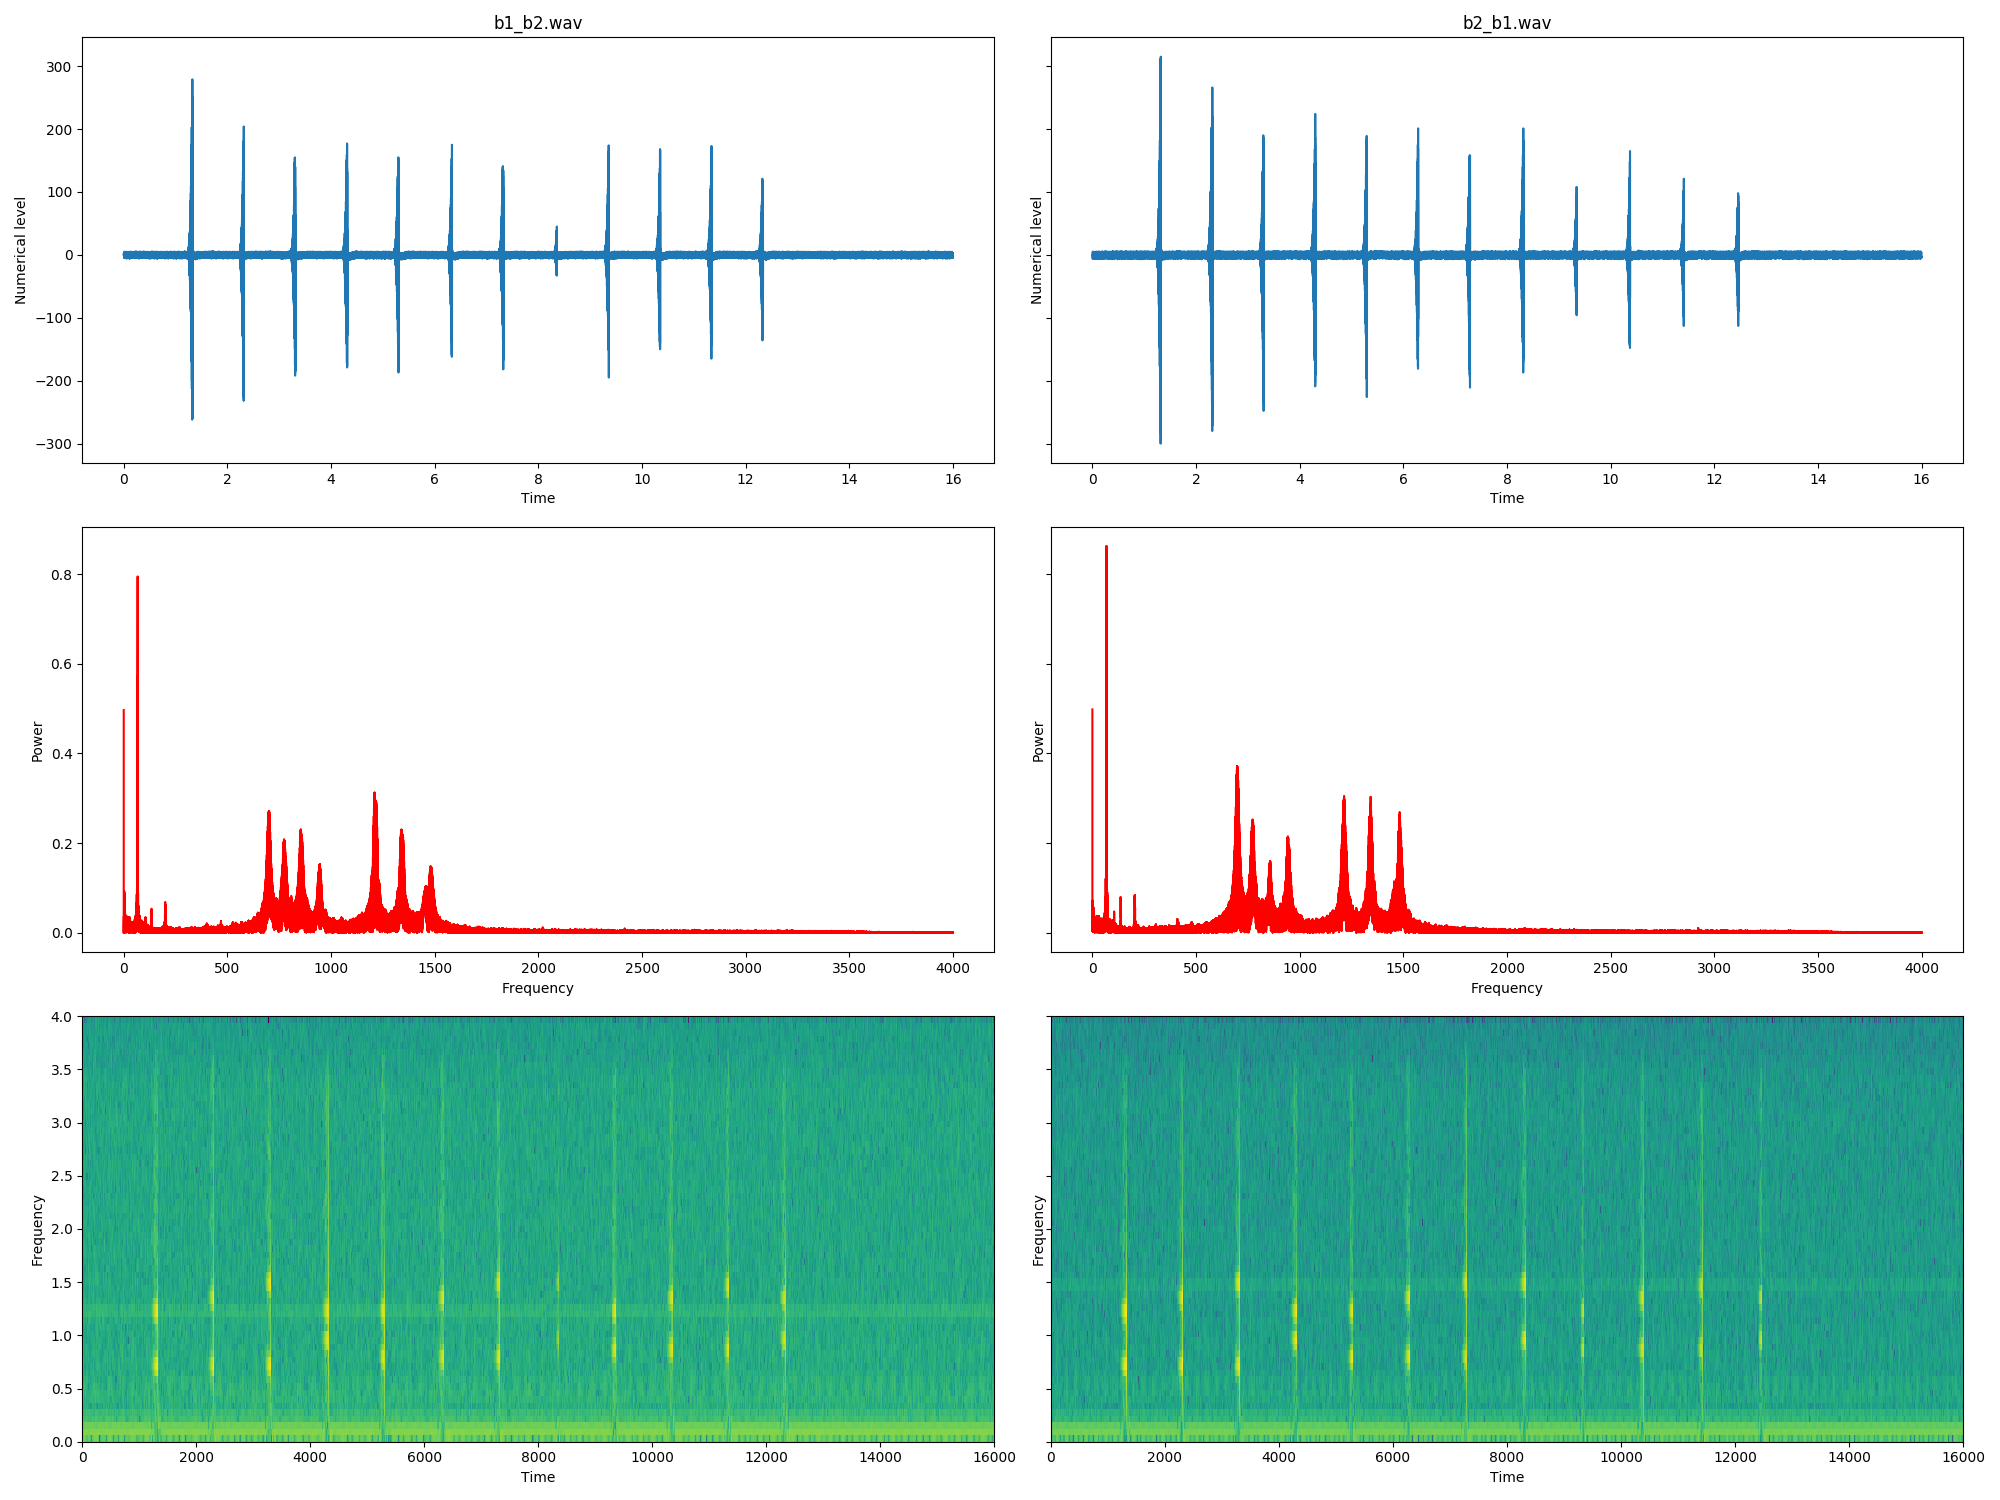 b1_b2.wav
b2_b1.wav
300
200
100
0
−100
−200
−300
Numerical level
Numerical level
0 2 4 6 8 10 12 14 16
0 2 4 6 8 10 12 14 16
Time
Time
0.8
0.6
0.4
0.2
0.0
Power
Power
0 500 1000 1500 2000 2500 3000 3500 4000
0 500 1000 1500 2000 2500 3000 3500 4000
Frequency
Frequency
4.0
3.5
3.0
2.5
2.0
1.5
1.0
0.5
0.0
Frequency
Frequency
0 2000 4000 6000 8000 10000 12000 14000 16000
0 2000 4000 6000 8000 10000 12000 14000 16000
Time
Time